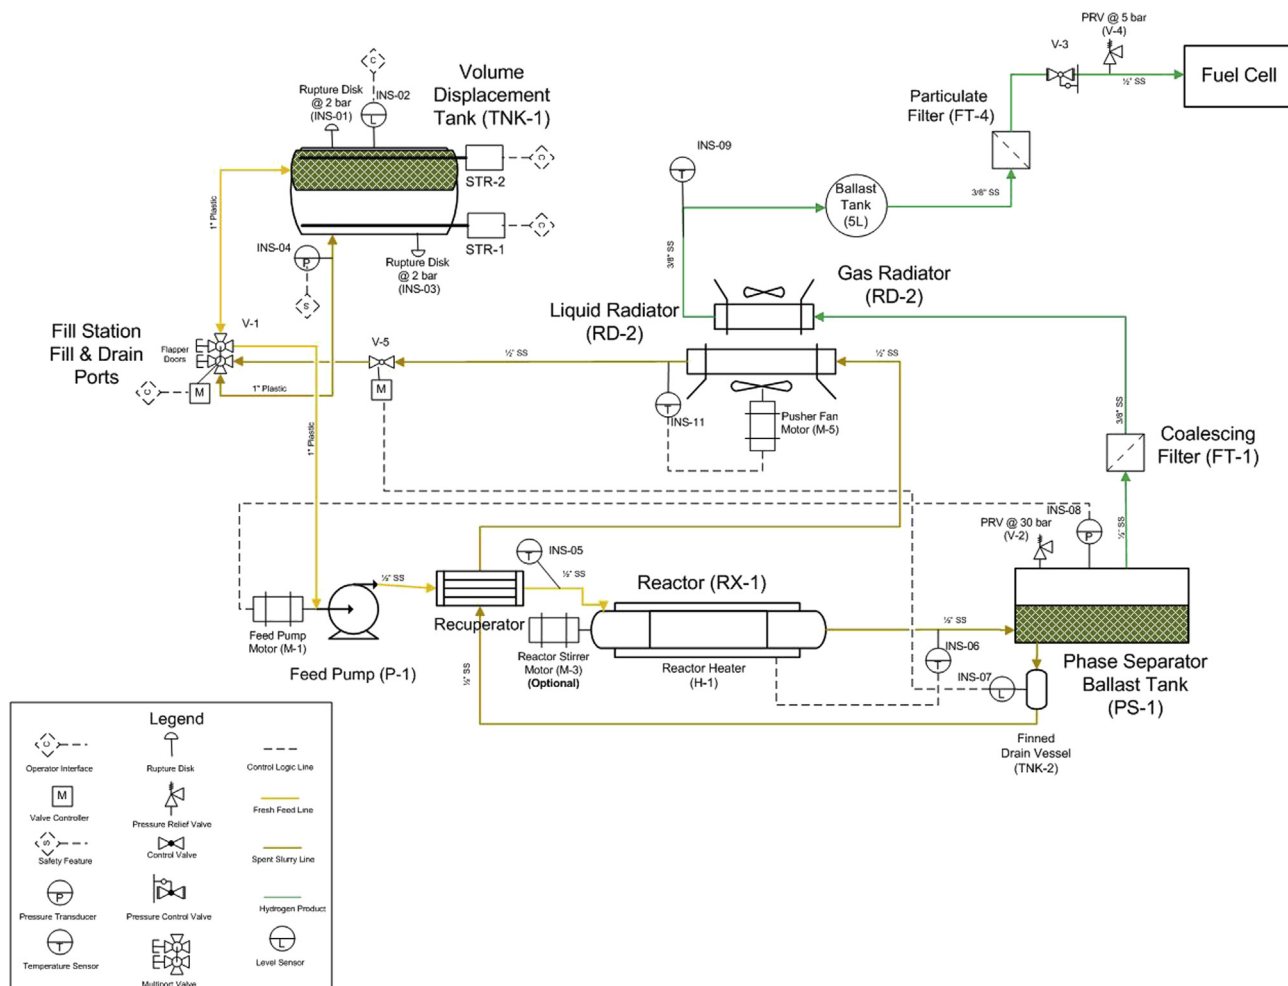 PRV @ 5 bar
(V-4)
V-3
Fuel Cell
½" SS
Particulate
Filter (FT-4)
3/8" SS
C
Rupture Disk
@ 2 bar
(INS-01)
INS-02
L
Volume
Displacement
Tank (TNK-1)
C
STR-2
C
STR-1
1" Plastic
INS-04
P
S
Rupture Disk
@ 2 bar
(INS-03)
INS-09
T
Ballast
Tank
(5L)
3/8" SS
Gas Radiator
(RD-2)
Liquid Radiator
(RD-2)
Fill Station
Fill & Drain
Ports
V-1
Flapper
Doors
C
M
1" Plastic
V-5
M
½" SS
½" SS
T
INS-11
Pusher Fan
Motor (M-5)
1" Plastic
3/8" SS
Coalescing
Filter (FT-1)
½" SS
INS-08
P
PRV @ 30 bar
(V-2)
½" SS
INS-05
T
½" SS
Recuperator
Feed Pump
Motor (M-1)
Feed Pump (P-1)
½" SS
Reactor (RX-1)
Reactor Stirrer
Motor (M-3)
(Optional)
Reactor Heater
(H-1)
½" SS
INS-06
T
INS-07
L
Phase Separator
Ballast Tank
(PS-1)
Finned
Drain Vessel
(TNK-2)
Legend
C
Operator Interface
Rupture Disk
Control Logic Line
M
Valve Controller
Pressure Relief Valve
Fresh Feed Line
S
Safety Feature
Control Valve
Spent Slurry Line
P
Pressure Transducer
Pressure Control Valve
Hydrogen Product
T
Temperature Sensor
Multiport Valve
L
Level Sensor